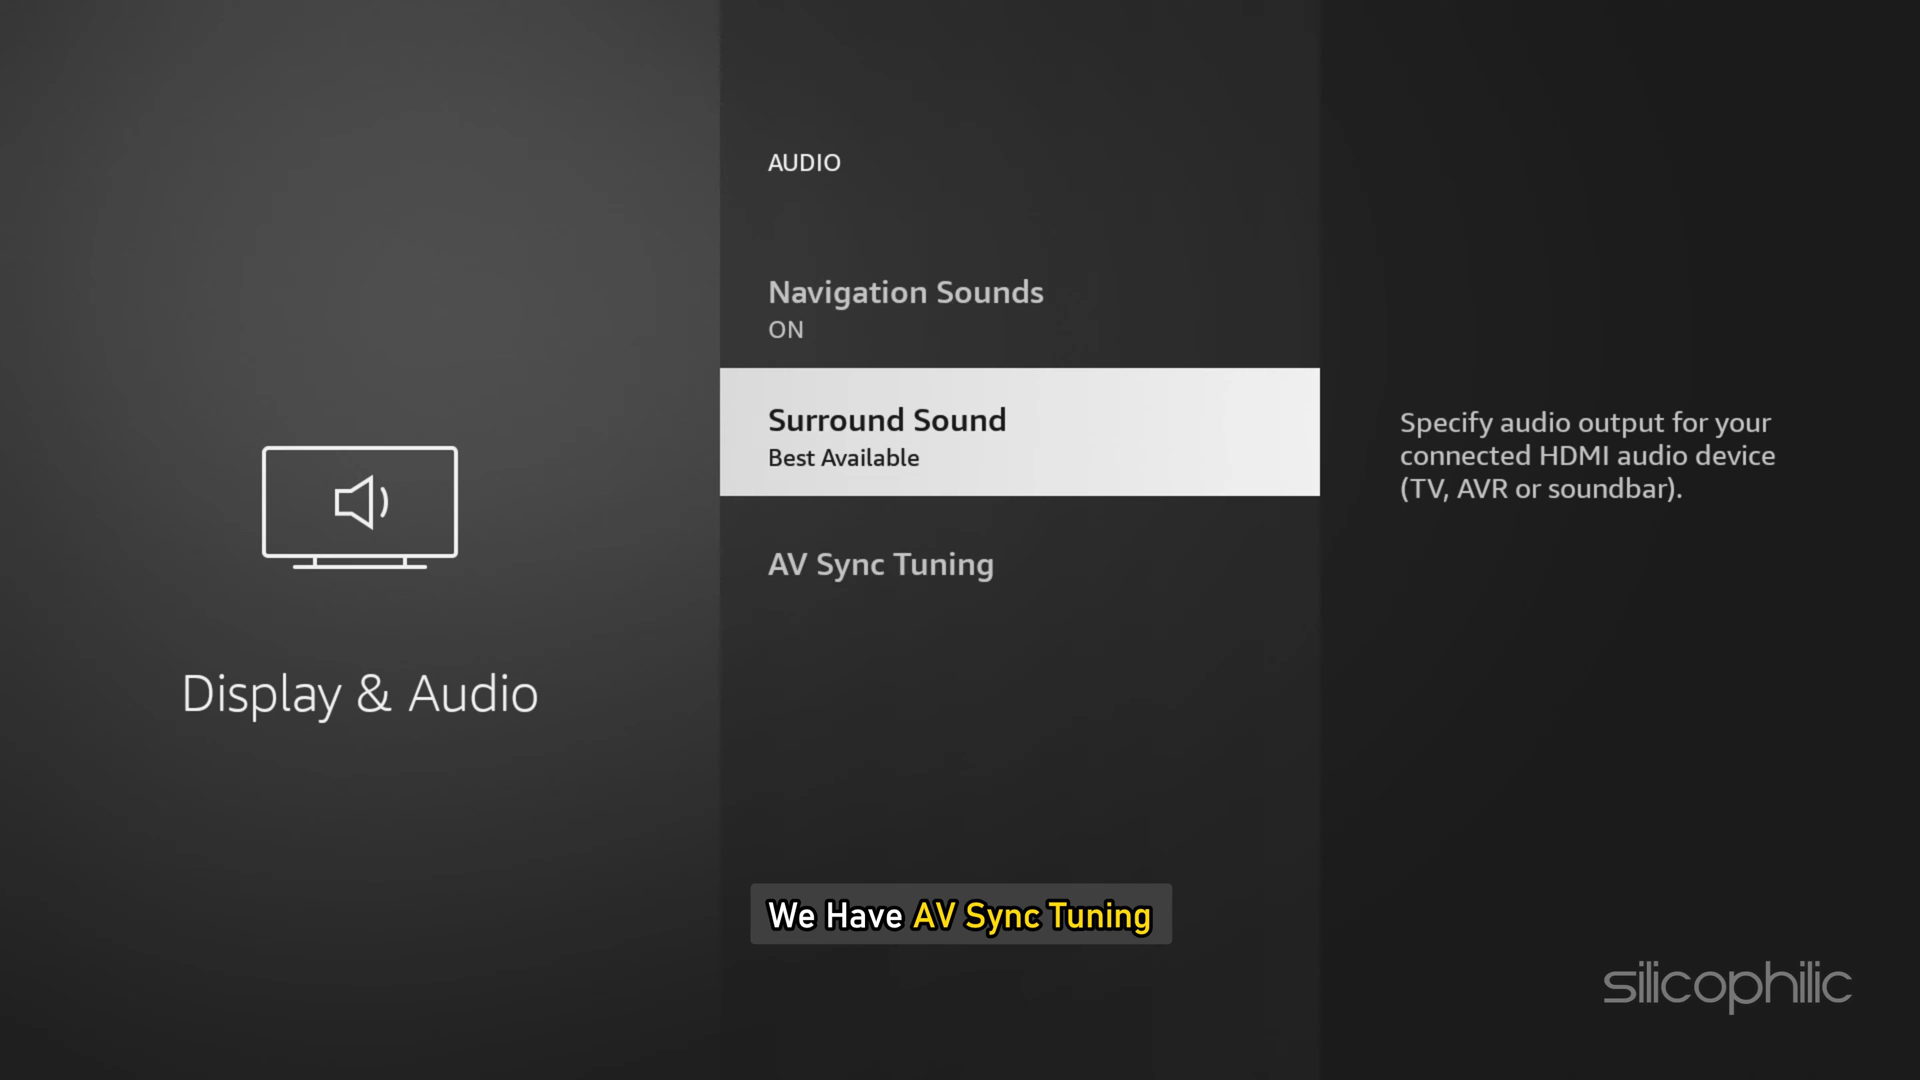 AUDIO
Navigation Sounds
ON
Surround Sound
Best Available
AV Sync Tuning
Display & Audio
Specify audio output for your
connected HDMI audio device
(TV, AVR or soundbar).
We Have AV Sync Tuning
silicophilic